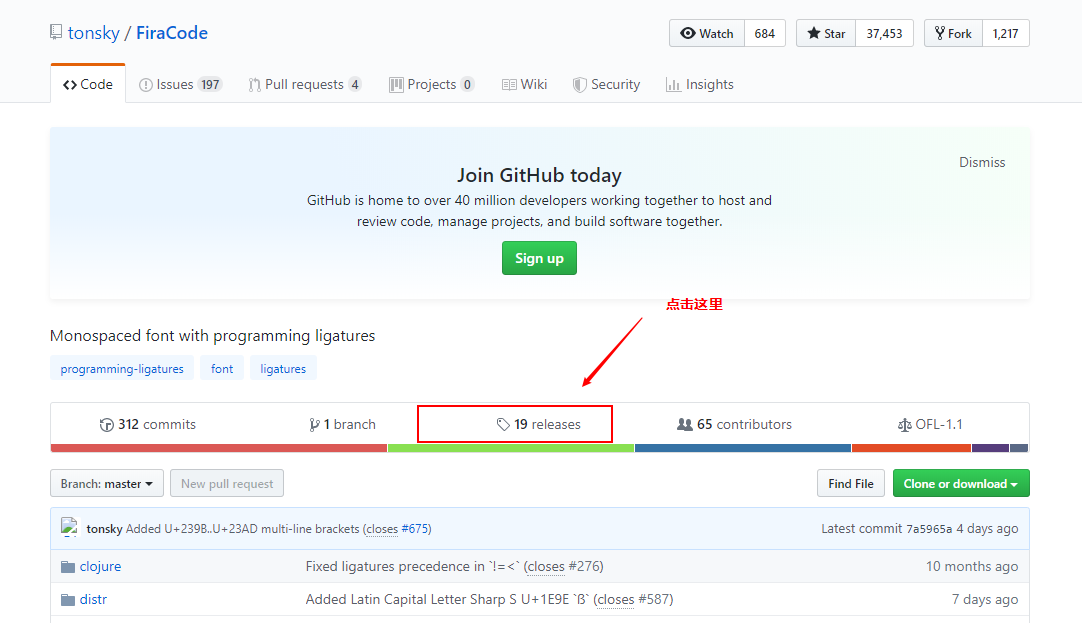 tonsky / FiraCode
Watch 684 Star 37,453 Fork 1,217
Code Issues 197 Pull requests 4 Projects 0 Wiki Security Insights
Dismiss
Join GitHub today
GitHub is home to over 40 million developers working together to host and
review code, manage projects, and build software together.
Sign up
点击这里
Monospaced font with programming ligatures
programming-ligatures font ligatures
312 commits 1 branch 19 releases 65 contributors OFL-1.1
Branch: master New pull request Find File Clone or download
tonsky Added U+239B..U+23AD multi-line brackets (closes #675) Latest commit 7a5965a 4 days ago
clojure Fixed ligatures precedence in `!=<` (closes #276) 10 months ago
distr Added Latin Capital Letter Sharp S U+1E9E `ß` (closes #587) 7 days ago